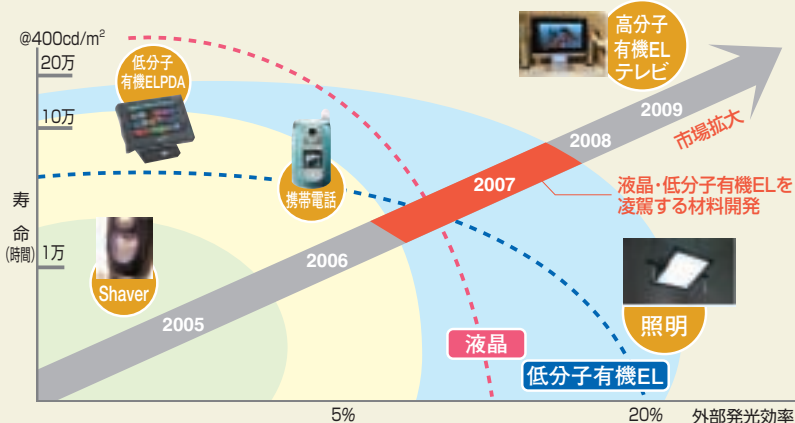 @400cd/m²
20万
10万
寿命
(時間)
1万
低分子
有機ELPDA
携帯電話
Shaver
高分子
有機EL
テレビ
2009
2008
2007
2006
2005
市場拡大
液晶・低分子有機ELを
凌駕する材料開発
照明
液晶
低分子有機EL
5%
20%
外部発光効率